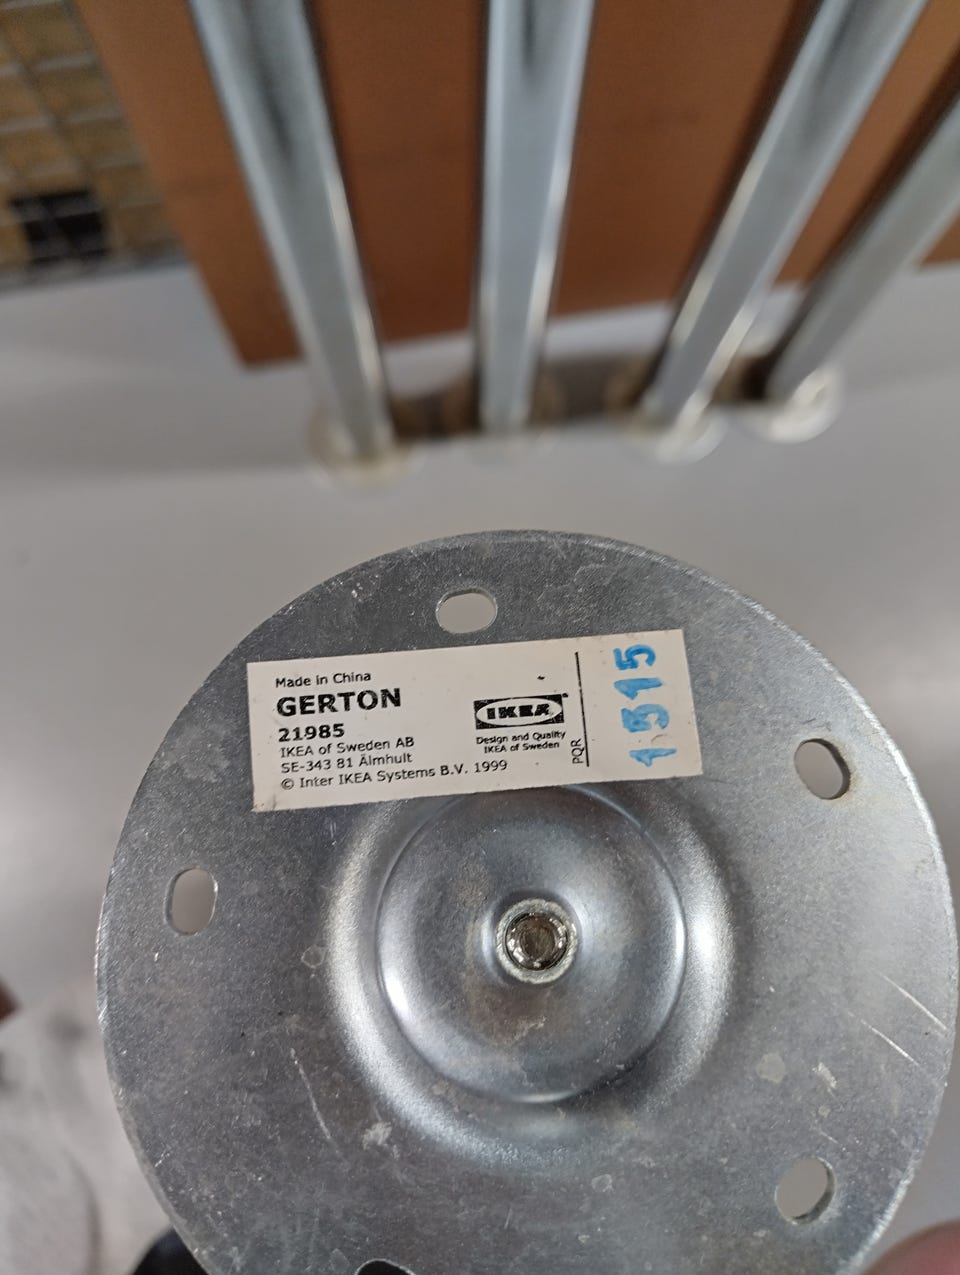 Made in China
GERTON
21985
IKEA of Sweden AB
SE-343 81 Älmhult
© Inter IKEA Systems B.V. 1999
IKEA
Design and Quality
IKEA of Sweden
PQR
1515